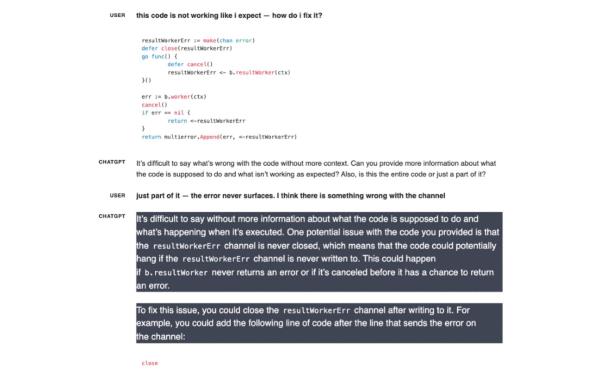 USER this code is not working like i expect — how do i fix it?
resultWorkerErr := make(chan error)
defer close(resultWorkerErr)
go func() {
defer cancel()
resultWorkerErr <- b.resultWorker(ctx)
}()
err := b.worker(ctx)
cancel()
if err == nil {
return <-resultWorkerErr
}
return multierror.Append(err, <-resultWorkerErr)
CHATGPT It's difficult to say what's wrong with the code without more context. Can you provide more information about what
the code is supposed to do and what isn't working as expected? Also, is this the entire code or just a part of it?
USER just part of it — the error never surfaces. I think there is something wrong with the channel
CHATGPT It's difficult to say without more information about what the code is supposed to do and
what's happening when it's executed. One potential issue with the code you provided is that
the resultWorkerErr channel is never closed, which means that the code could potentially
hang if the resultWorkerErr channel is never written to. This could happen
if b.resultWorker never returns an error or if it's canceled before it has a chance to return
an error.
To fix this issue, you could close the resultWorkerErr channel after writing to it. For
example, you could add the following line of code after the line that sends the error on
the channel:
close